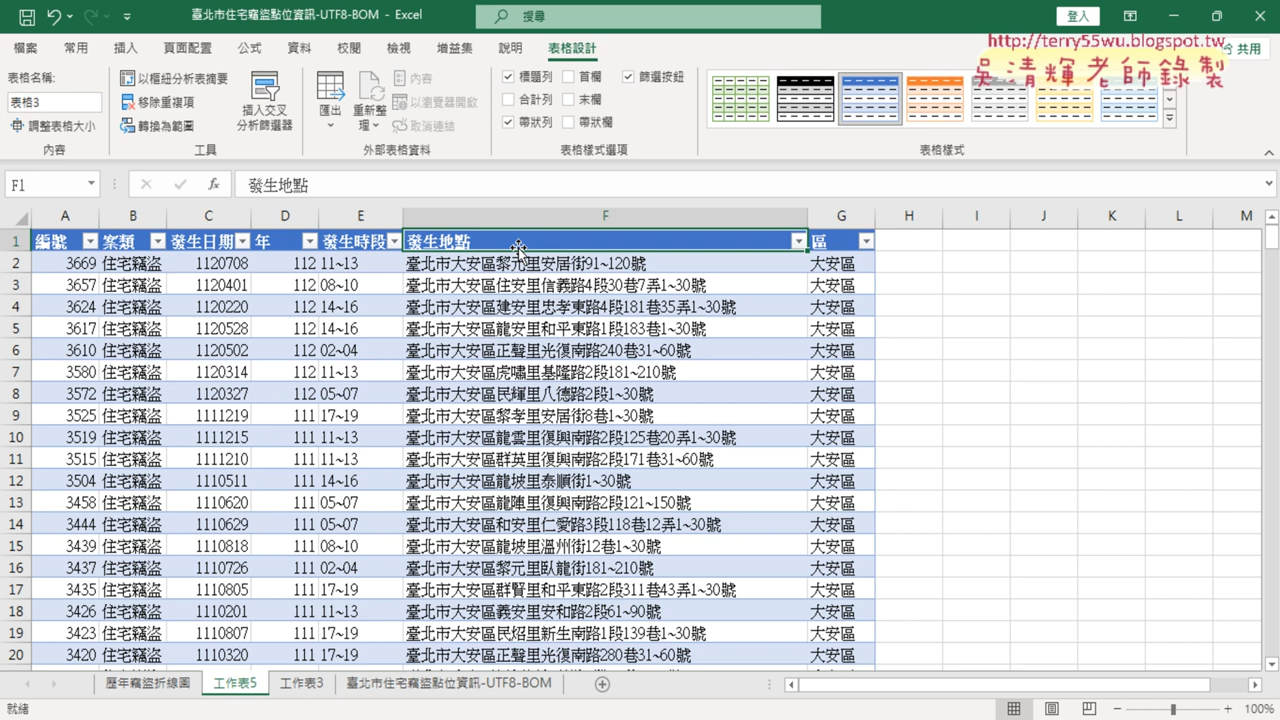 臺北市住宅竊盜點位資訊-UTF8-BOM - Excel
搜尋
登入
檔案 常用 插入 頁面配置 公式 資料 校閱 檢視 增益集 說明 表格設計
共用
http://terry55wu.blogspot.tw
吳清輝老師錄製
表格名稱:
表格3
調整表格大小
內容
以樞紐分析表摘要
移除重複項
轉換為範圍
插入交叉
分析篩選器
工具
匯出
重新整
理
內容
以瀏覽器開啟
取消連結
外部表格資料
標題列 首欄 篩選按鈕
合計列 末欄
帶狀列 帶狀欄
表格樣式選項
表格樣式
F1
fx
發生地點
A B C D E F G H I J K L M
1 編號 案類 發生日期 年 發生時段 發生地點 區
2 3669 住宅竊盜 1120708 112 11~13 臺北市大安區黎元里安居街91~120號 大安區
3 3657 住宅竊盜 1120401 112 08~10 臺北市大安區住安里信義路4段30巷7弄1~30號 大安區
4 3624 住宅竊盜 1120220 112 14~16 臺北市大安區建安里忠孝東路4段181巷35弄1~30號 大安區
5 3617 住宅竊盜 1120528 112 14~16 臺北市大安區龍安里和平東路1段183巷1~30號 大安區
6 3610 住宅竊盜 1120502 112 02~04 臺北市大安區正聲里光復南路240巷31~60號 大安區
7 3580 住宅竊盜 1120314 112 11~13 臺北市大安區虎嘯里基隆路2段181~210號 大安區
8 3572 住宅竊盜 1120327 112 05~07 臺北市大安區民輝里八德路2段1~30號 大安區
9 3525 住宅竊盜 1111219 111 17~19 臺北市大安區黎孝里安居街8巷1~30號 大安區
10 3519 住宅竊盜 1111215 111 11~13 臺北市大安區龍雲里復興南路2段125巷20弄1~30號 大安區
11 3515 住宅竊盜 1111210 111 11~13 臺北市大安區群英里復興南路2段171巷31~60號 大安區
12 3504 住宅竊盜 1110511 111 14~16 臺北市大安區龍坡里泰順街1~30號 大安區
13 3458 住宅竊盜 1110620 111 05~07 臺北市大安區龍陣里復興南路2段121~150號 大安區
14 3444 住宅竊盜 1110629 111 05~07 臺北市大安區和安里仁愛路3段118巷12弄1~30號 大安區
15 3439 住宅竊盜 1110818 111 08~10 臺北市大安區龍坡里溫州街12巷1~30號 大安區
16 3437 住宅竊盜 1110726 111 02~04 臺北市大安區黎元里臥龍街181~210號 大安區
17 3435 住宅竊盜 1110805 111 17~19 臺北市大安區群賢里和平東路2段311巷43弄1~30號 大安區
18 3426 住宅竊盜 1110201 111 11~13 臺北市大安區義安里安和路2段61~90號 大安區
19 3423 住宅竊盜 1110807 111 17~19 臺北市大安區民炤里新生南路1段139巷1~30號 大安區
20 3420 住宅竊盜 1110320 111 17~19 臺北市大安區正聲里光復南路280巷31~60號 大安區
歷年竊盜折線圖 工作表5 工作表3 臺北市住宅竊盜點位資訊-UTF8-BOM
就緒
100%